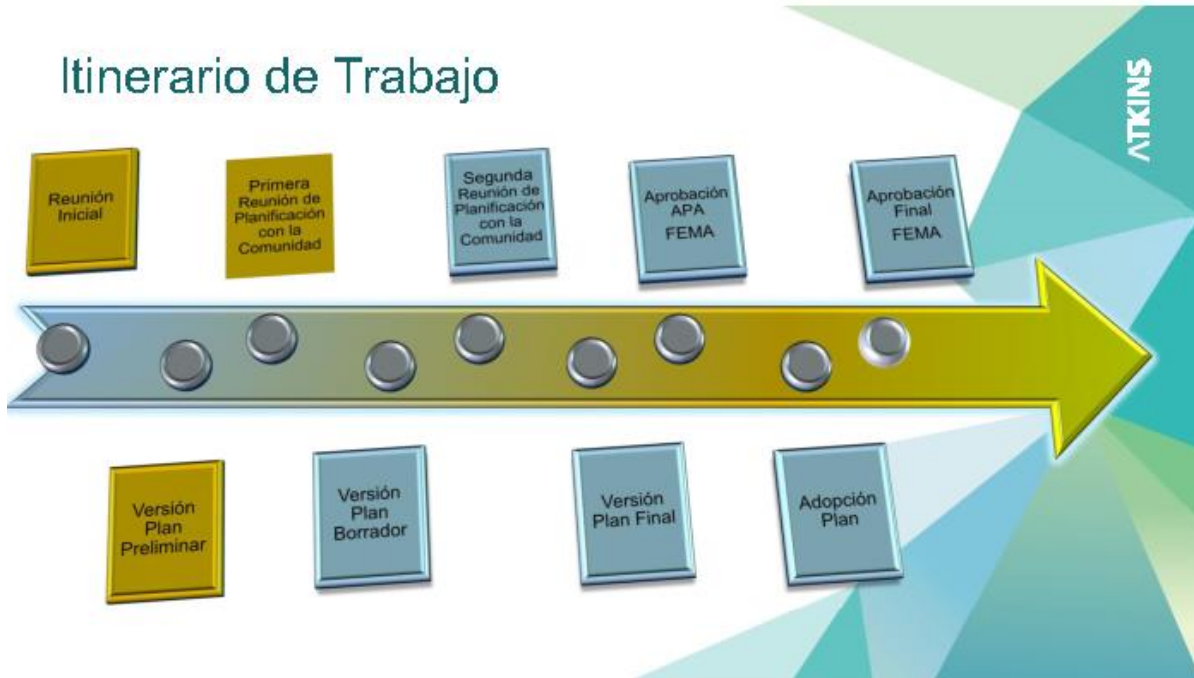 Itinerario de Trabajo
ATKINS
Reunión
Inicial
Primera
Reunión de
Planificación
con la
Comunidad
Segunda
Reunión de
Planificación
con la
Comunidad
Aprobación
APA
FEMA
Aprobación
Final
FEMA
Versión
Plan
Preliminar
Versión
Plan
Borrador
Versión
Plan Final
Adopción
Plan